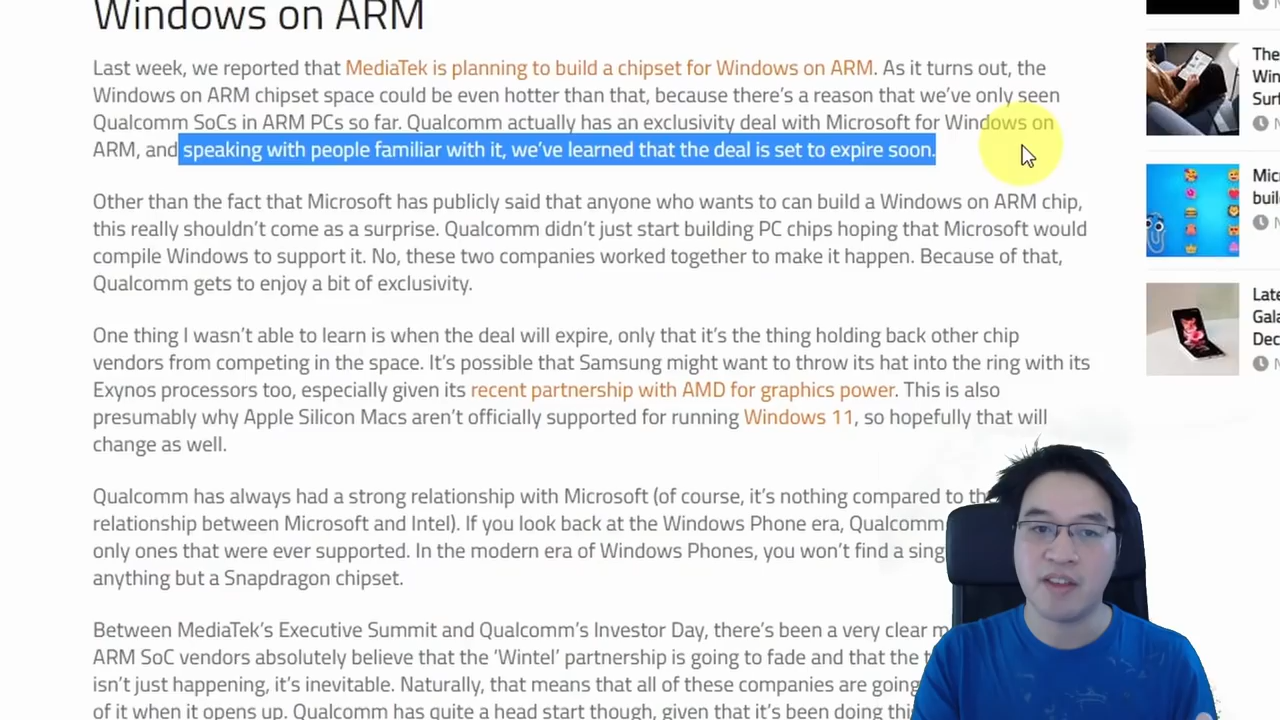 Windows on ARM
Last week, we reported that MediaTek is planning to build a chipset for Windows on ARM. As it turns out, the
Windows on ARM chipset space could be even hotter than that, because there's a reason that we've only seen
Qualcomm SoCs in ARM PCs so far. Qualcomm actually has an exclusivity deal with Microsoft for Windows on
ARM, and speaking with people familiar with it, we've learned that the deal is set to expire soon.
Other than the fact that Microsoft has publicly said that anyone who wants to can build a Windows on ARM chip,
this really shouldn't come as a surprise. Qualcomm didn't just start building PC chips hoping that Microsoft would
compile Windows to support it. No, these two companies worked together to make it happen. Because of that,
Qualcomm gets to enjoy a bit of exclusivity.
One thing I wasn't able to learn is when the deal will expire, only that it's the thing holding back other chip
vendors from competing in the space. It's possible that Samsung might want to throw its hat into the ring with its
Exynos processors too, especially given its recent partnership with AMD for graphics power. This is also
presumably why Apple Silicon Macs aren't officially supported for running Windows 11, so hopefully that will
change as well.
Qualcomm has always had a strong relationship with Microsoft (of course, it's nothing compared to
relationship between Microsoft and Intel). If you look back at the Windows Phone era, Qualcomm
only ones that were ever supported. In the modern era of Windows Phones, you won't find a
anything but a Snapdragon chipset.
Between MediaTek's Executive Summit and Qualcomm's Investor Day, there's been a very clear
ARM SoC vendors absolutely believe that the 'Wintel' partnership is going to fade and that the
isn't just happening, it's inevitable. Naturally, that means that all of these companies are going
of it when it opens up. Qualcomm has quite a head start though, given that it's been doing
The